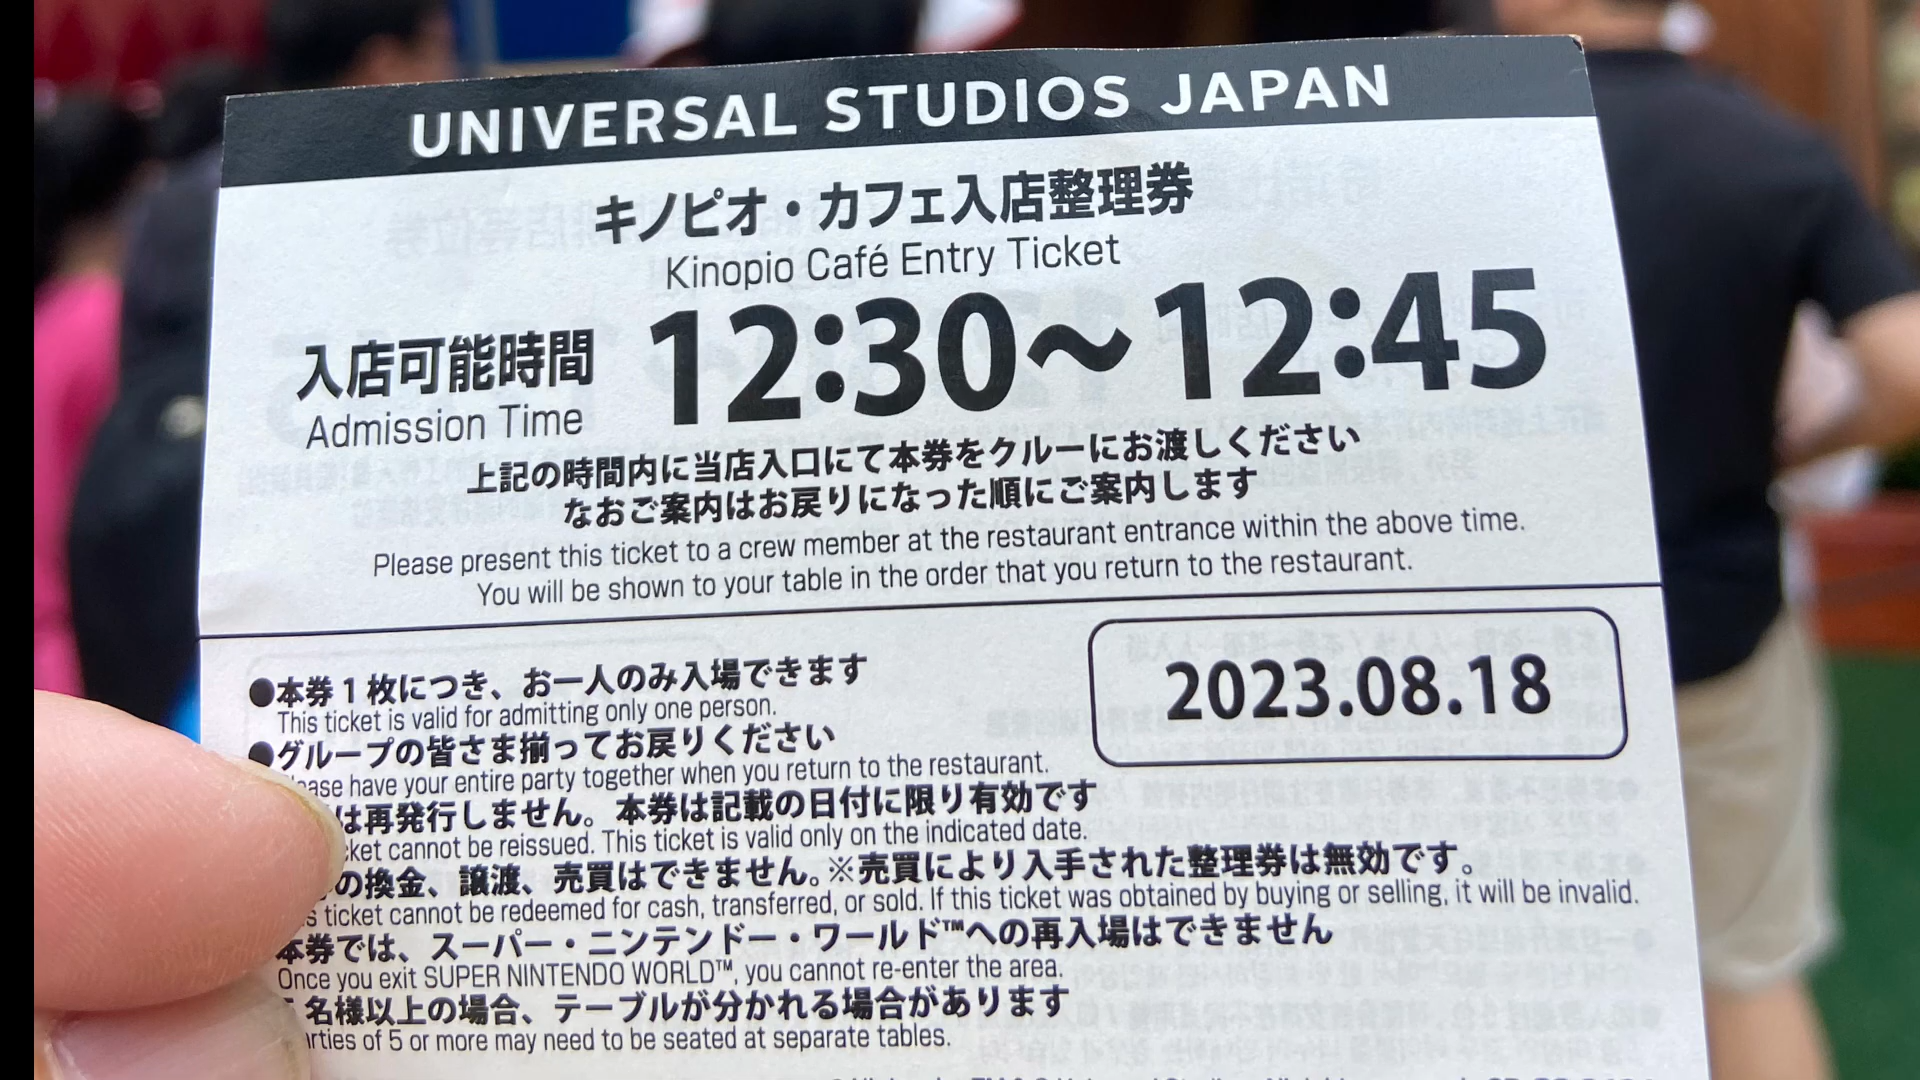 UNIVERSAL STUDIOS JAPAN
キノピオ・カフェ入店整理券
Kinopio Café Entry Ticket
入店可能時間 12:30～12:45
Admission Time
上記の時間内に当店入口にて本券をクルーにお渡しください
なおご案内はお戻りになった順にご案内します
Please present this ticket to a crew member at the restaurant entrance within the above time.
You will be shown to your table in the order that you return to the restaurant.
2023.08.18
●本券1枚につき、お一人のみ入場できます
This ticket is valid for admitting only one person.
●グループの皆さま揃ってお戻りください
ase have your entire party together when you return to the restaurant.
は再発行しません。本券は記載の日付に限り有効です
cket cannot be reissued. This ticket is valid only on the indicated date.
の換金、譲渡、売買はできません。※売買により入手された整理券は無効です。
s ticket cannot be redeemed for cash, transferred, or sold. If this ticket was obtained by buying or selling, it will be invalid.
本券では、スーパー・ニンテンドー・ワールド™への再入場はできません
Once you exit SUPER NINTENDO WORLD™, you cannot re-enter the area.
名様以上の場合、テーブルが分かれる場合があります
rties of 5 or more may need to be seated at separate tables.